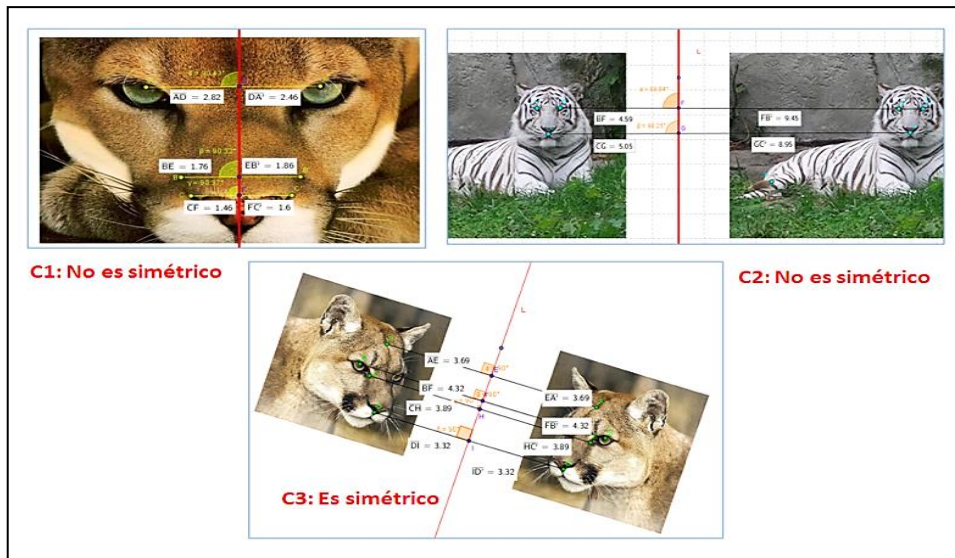 AD = 2.82
DA' = 2.46
BE = 1.76
EB' = 1.86
CF = 1.46
FC' = 1.6
C1: No es simétrico
L
BF = 4.59
FB' = 9.45
CG = 5.05
GC' = 8.95
C2: No es simétrico
L
AE = 3.69
EA' = 3.69
BF = 4.32
FB' = 4.32
CH = 3.89
H
HC' = 3.89
DI = 3.32
I
ID' = 3.32
C3: Es simétrico